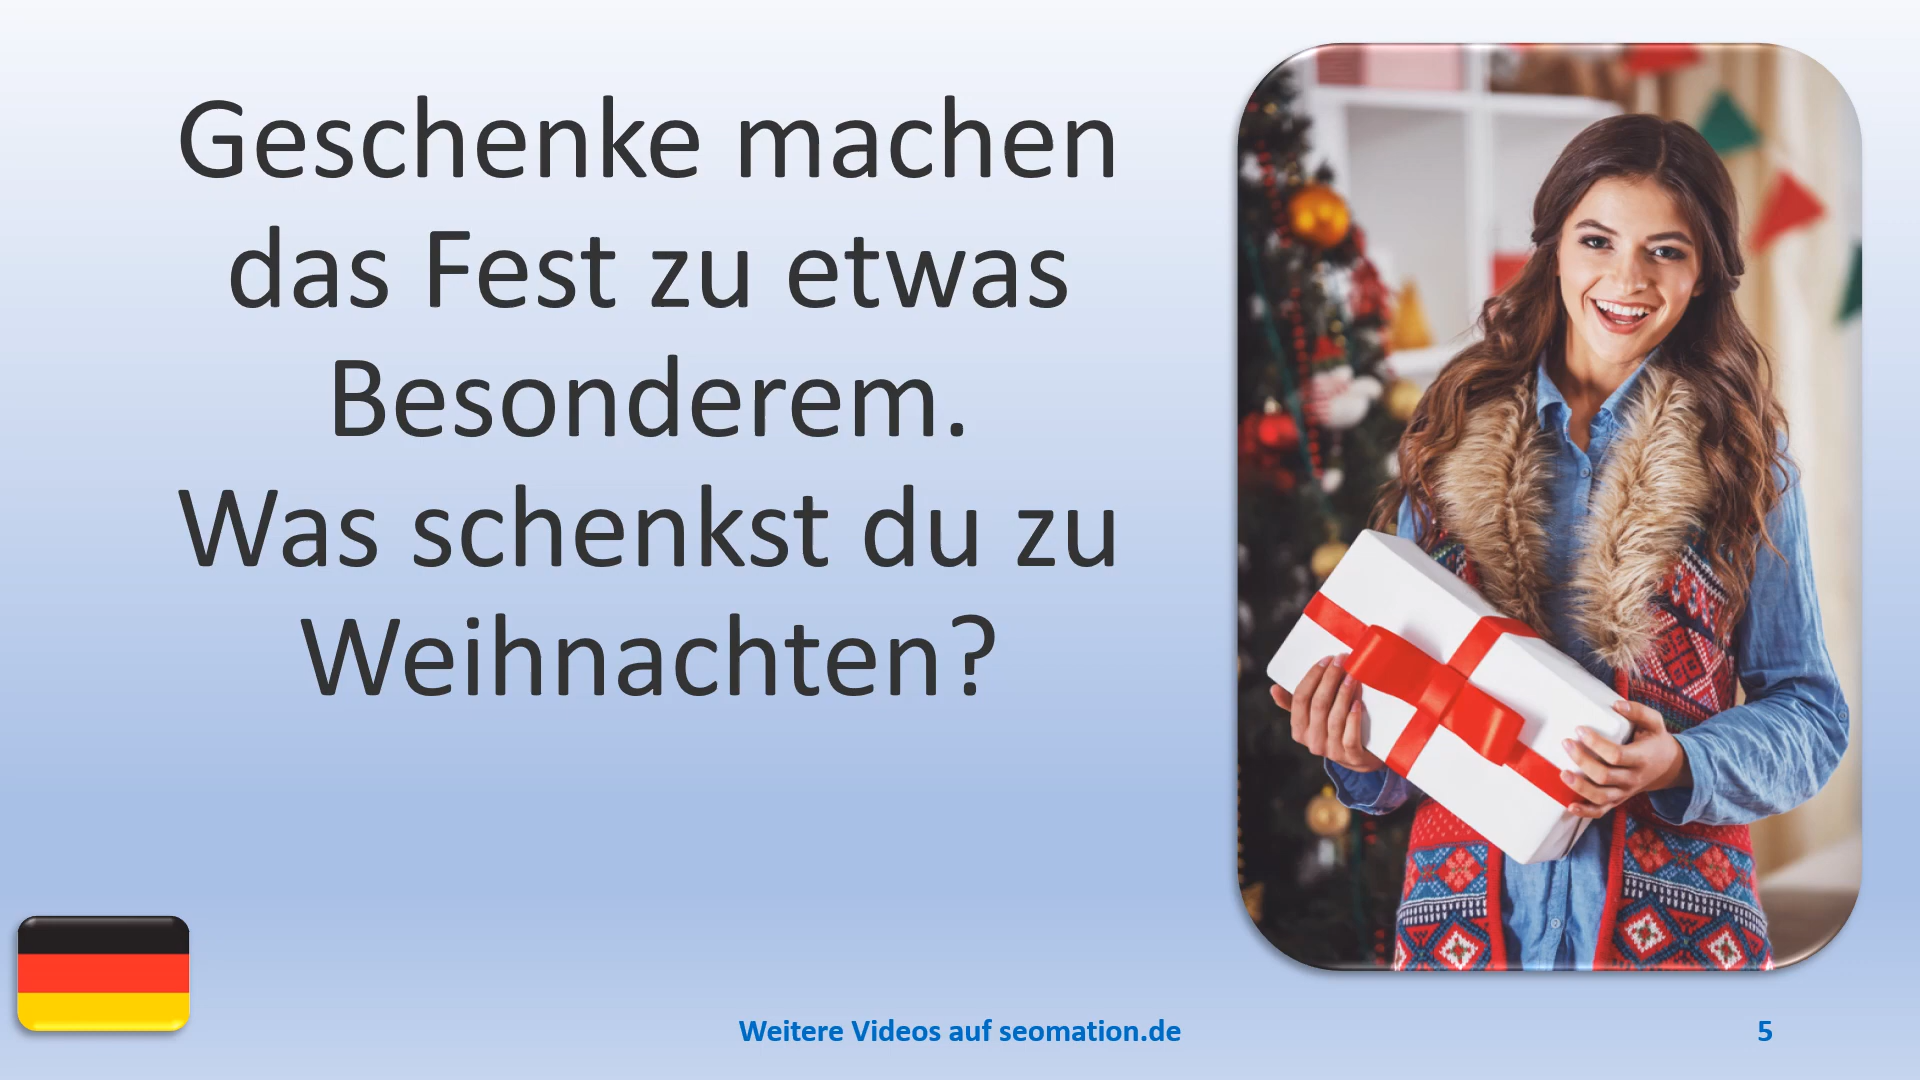 Geschenke machen
das Fest zu etwas
Besonderem.
Was schenkst du zu
Weihnachten?
Weitere Videos auf seomation.de
5